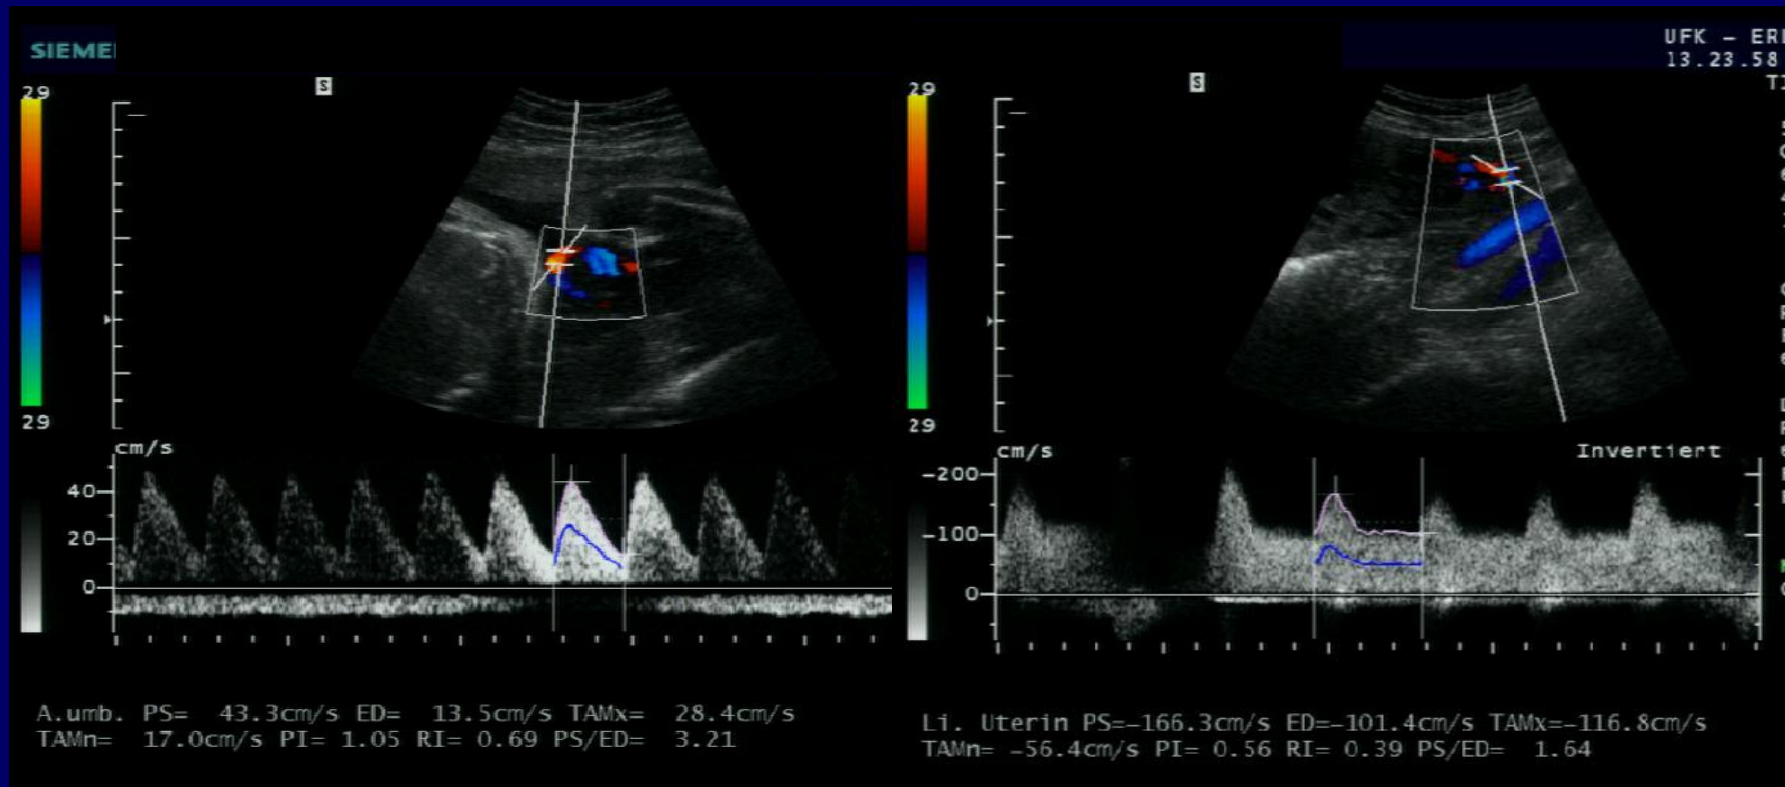 SIEME
UFK - ER
13.23.58
29
S
29
S
29
29
cm/s
40
20
0
cm/s
Invertiert
-200
-100
0
A.umb. PS= 43.3cm/s ED= 13.5cm/s TAMx= 28.4cm/s
TAMn= 17.0cm/s PI= 1.05 RI= 0.69 PS/ED= 3.21
Li. Uterin PS=-166.3cm/s ED=-101.4cm/s TAMx=-116.8cm/s
TAMn= -56.4cm/s PI= 0.56 RI= 0.39 PS/ED= 1.64